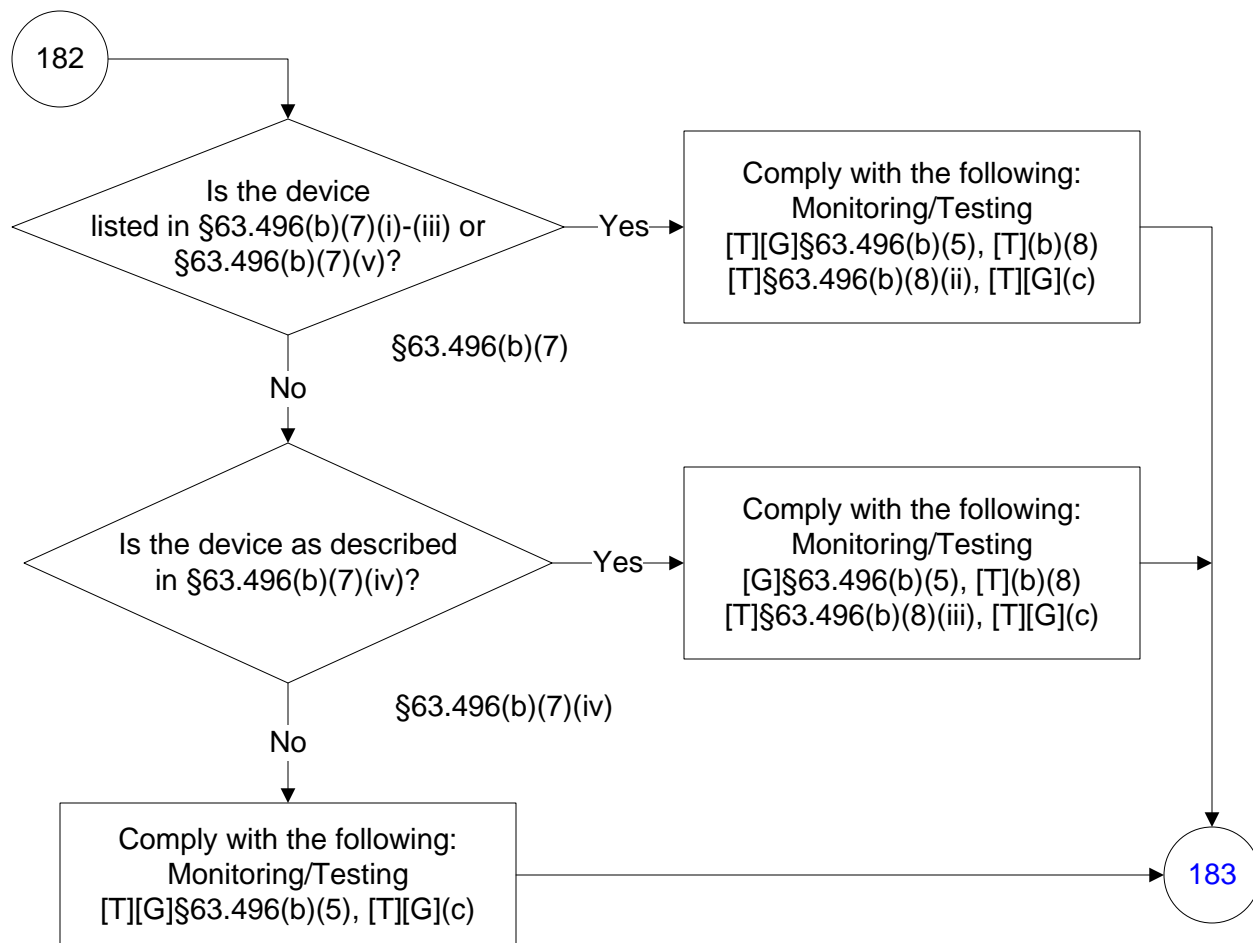 182
Is the device
listed in §63.496(b)(7)(i)-(iii) or
§63.496(b)(7)(v)?
Yes
Comply with the following:
Monitoring/Testing
[T][G]§63.496(b)(5), [T](b)(8)
[T]§63.496(b)(8)(ii), [T][G](c)
§63.496(b)(7)
No
Is the device as described
in §63.496(b)(7)(iv)?
Yes
Comply with the following:
Monitoring/Testing
[G]§63.496(b)(5), [T](b)(8)
[T]§63.496(b)(8)(iii), [T][G](c)
§63.496(b)(7)(iv)
No
Comply with the following:
Monitoring/Testing
[T][G]§63.496(b)(5), [T][G](c)
183